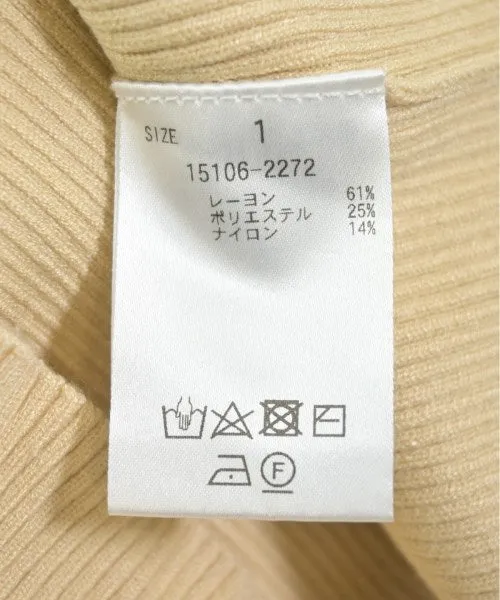 SIZE 1
15106-2272
レーヨン 61%
ポリエステル 25%
ナイロン 14%
F